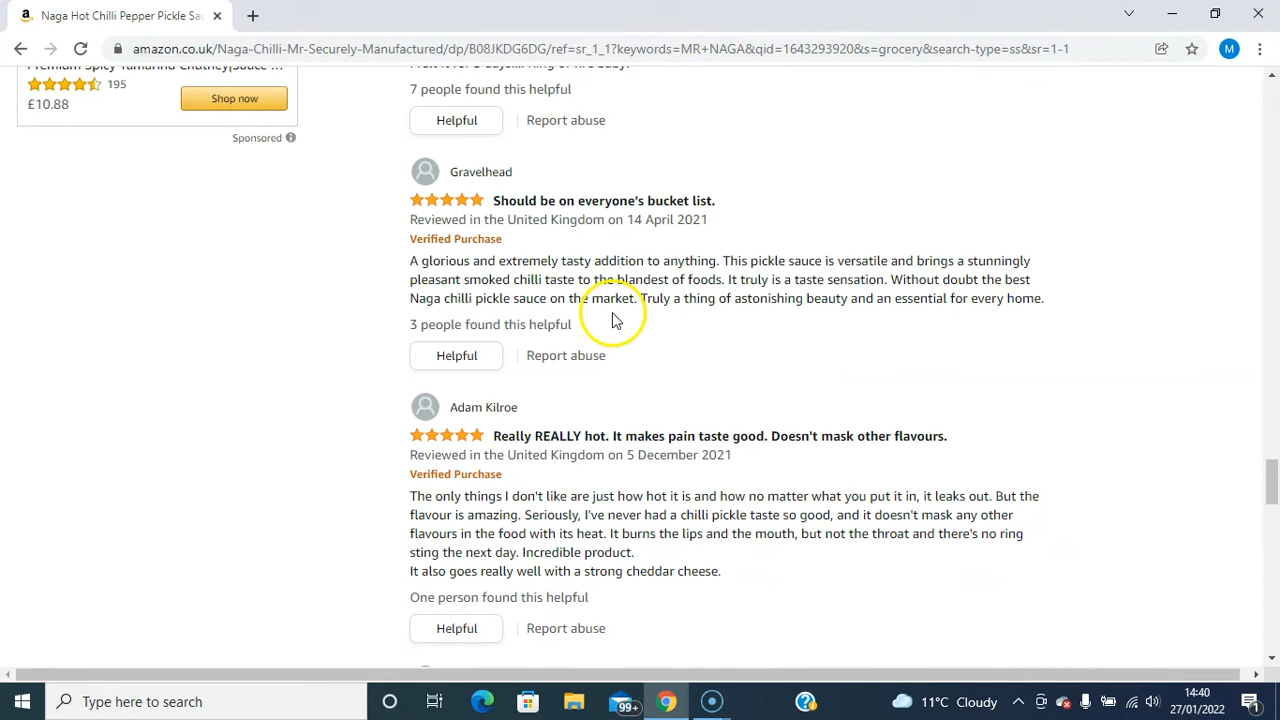 Naga Hot Chilli Pepper Pickle Sau
amazon.co.uk/Naga-Chilli-Mr-Securely-Manufactured/dp/B08JKDG6DG/ref=sr_1_1?keywords=MR+NAGA&qid=1643293920&s=grocery&search-type=ss&sr=1-1
M
Premium Spicy Tamarind Chutney|Sauce ...
195
£10.88
Shop now
Sponsored
7 people found this helpful
Helpful
Report abuse
Gravelhead
Should be on everyone's bucket list.
Reviewed in the United Kingdom on 14 April 2021
Verified Purchase
A glorious and extremely tasty addition to anything. This pickle sauce is versatile and brings a stunningly
pleasant smoked chilli taste to the blandest of foods. It truly is a taste sensation. Without doubt the best
Naga chilli pickle sauce on the market. Truly a thing of astonishing beauty and an essential for every home.
3 people found this helpful
Helpful
Report abuse
Adam Kilroe
Really REALLY hot. It makes pain taste good. Doesn't mask other flavours.
Reviewed in the United Kingdom on 5 December 2021
Verified Purchase
The only things I don't like are just how hot it is and how no matter what you put it in, it leaks out. But the
flavour is amazing. Seriously, I've never had a chilli pickle taste so good, and it doesn't mask any other
flavours in the food with its heat. It burns the lips and the mouth, but not the throat and there's no ring
sting the next day. Incredible product.
It also goes really well with a strong cheddar cheese.
One person found this helpful
Helpful
Report abuse
Type here to search
99+
11°C Cloudy
14:40
27/01/2022
1